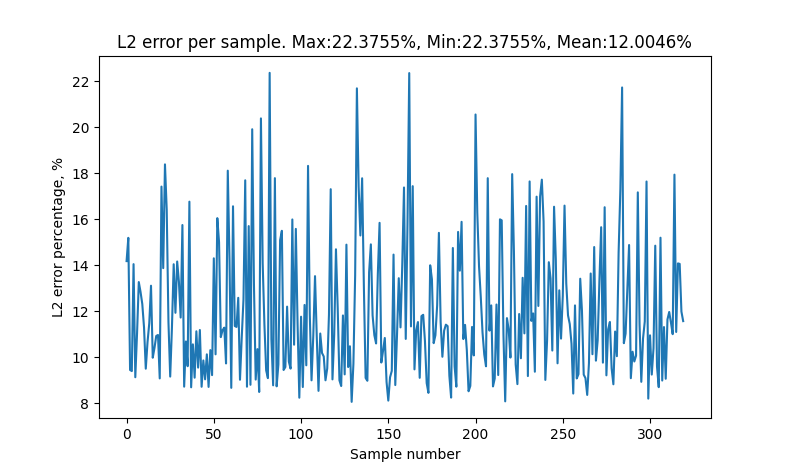 L2 error per sample. Max:22.3755%, Min:22.3755%, Mean:12.0046%
22
20
18
16
14
12
10
8
L2 error percentage, %
0 50 100 150 200 250 300
Sample number